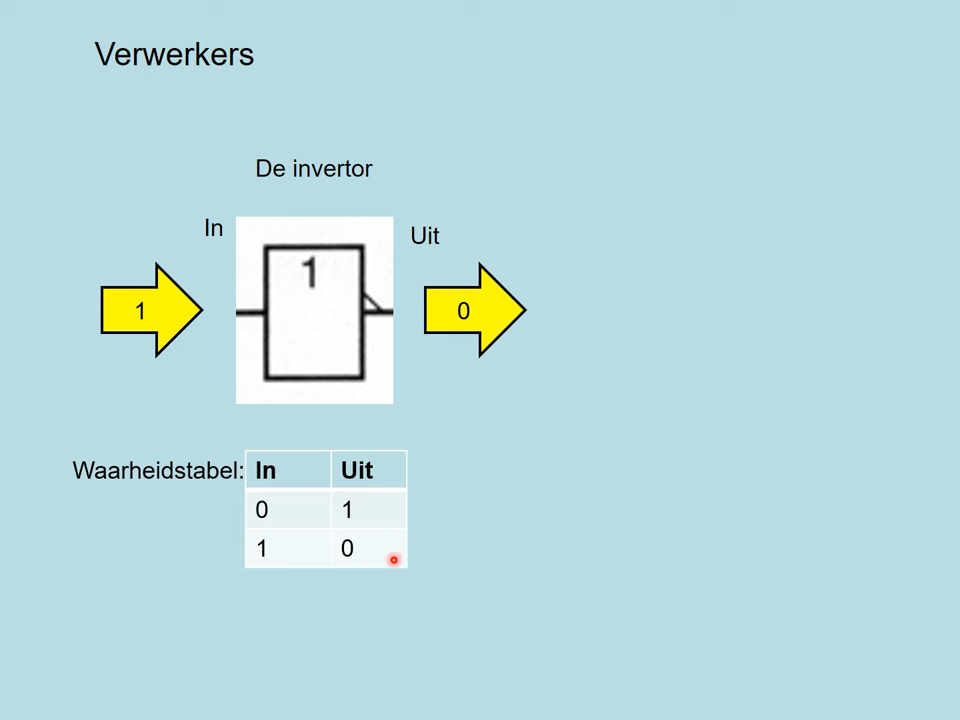 Verwerkers
De invertor
In
Uit
1
1
0
Waarheidstabel:
In Uit
0 1
1 0